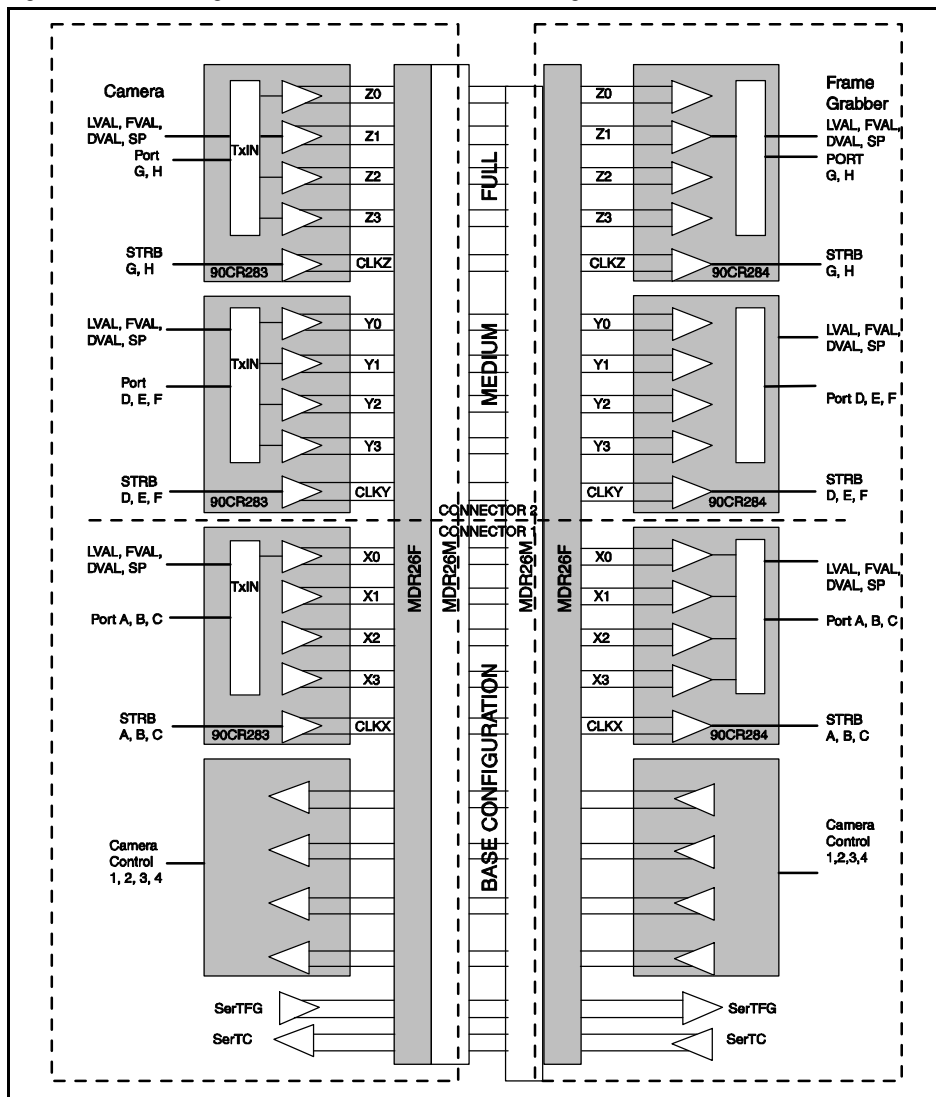 Camera
LVAL, FVAL,
DVAL, SP
Port
G, H
TxIN
STRB
G, H
90CR283
Z0
Z1
Z2
Z3
CLKZ
FULL
Z0
Z1
Z2
Z3
CLKZ
Frame
Grabber
LVAL, FVAL,
DVAL, SP
PORT
G, H
STRB
G, H
90CR284
LVAL, FVAL,
DVAL, SP
Port
D, E, F
TxIN
STRB
D, E, F
90CR283
Y0
Y1
Y2
Y3
CLKY
MEDIUM
Y0
Y1
Y2
Y3
CLKY
LVAL, FVAL,
DVAL, SP
Port D, E, F
STRB
D, E, F
90CR284
CONNECTOR 2
CONNECTOR 1
MDR26F
MDR26M
MDR26M
MDR26F
LVAL, FVAL,
DVAL, SP
Port A, B, C
TxIN
STRB
A, B, C
90CR283
X0
X1
X2
X3
CLKX
BASE CONFIGURATION
X0
X1
X2
X3
CLKX
LVAL, FVAL,
DVAL, SP
Port A, B, C
STRB
A, B, C
90CR284
Camera
Control
1, 2, 3, 4
Camera
Control
1,2,3,4
SerTFG
SerTC
SerTFG
SerTC